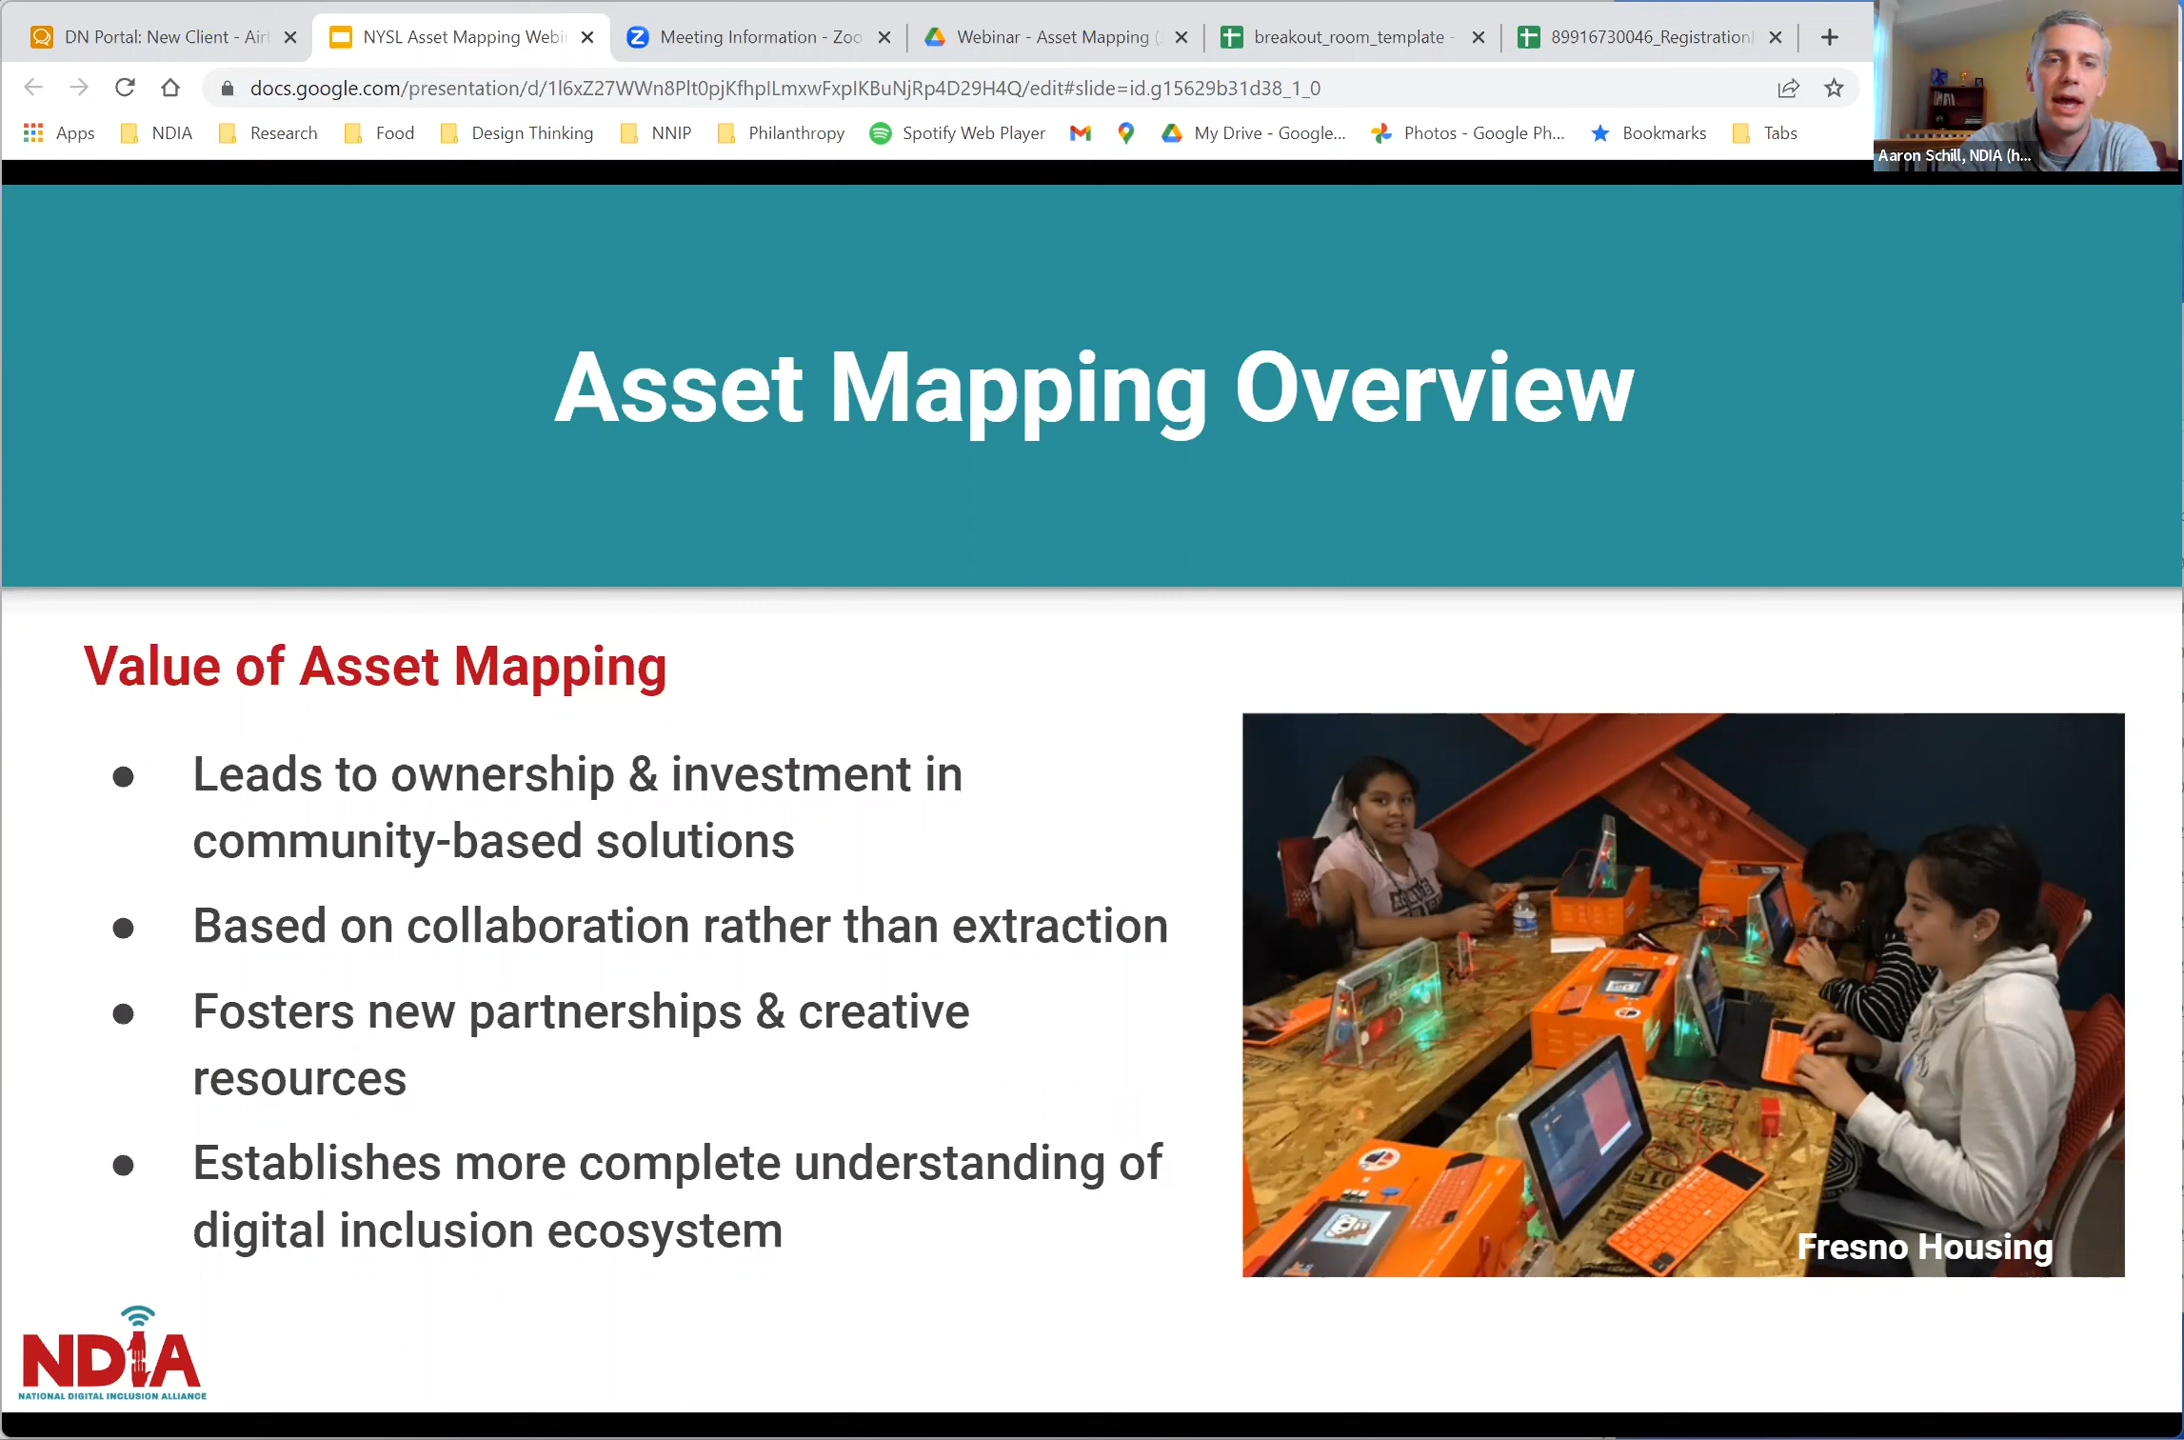 DN Portal: New Client - Airt
NYSL Asset Mapping Webi
Meeting Information - Zoo
Webinar - Asset Mapping (
breakout_room_template -
89916730046_Registration
docs.google.com/presentation/d/1l6xZ27WWn8Plt0pjKfhpILmxwFxpIKBuNjRp4D29H4Q/edit#slide=id.g15629b31d38_1_0
Apps
NDIA
Research
Food
Design Thinking
NNIP
Philanthropy
Spotify Web Player
My Drive - Google...
Photos - Google Ph...
Bookmarks
Tabs
Aaron Schill, NDIA (h...
Asset Mapping Overview
Value of Asset Mapping
● Leads to ownership & investment in
community-based solutions
● Based on collaboration rather than extraction
● Fosters new partnerships & creative
resources
● Establishes more complete understanding of
digital inclusion ecosystem
Fresno Housing
NDIA
NATIONAL DIGITAL INCLUSION ALLIANCE